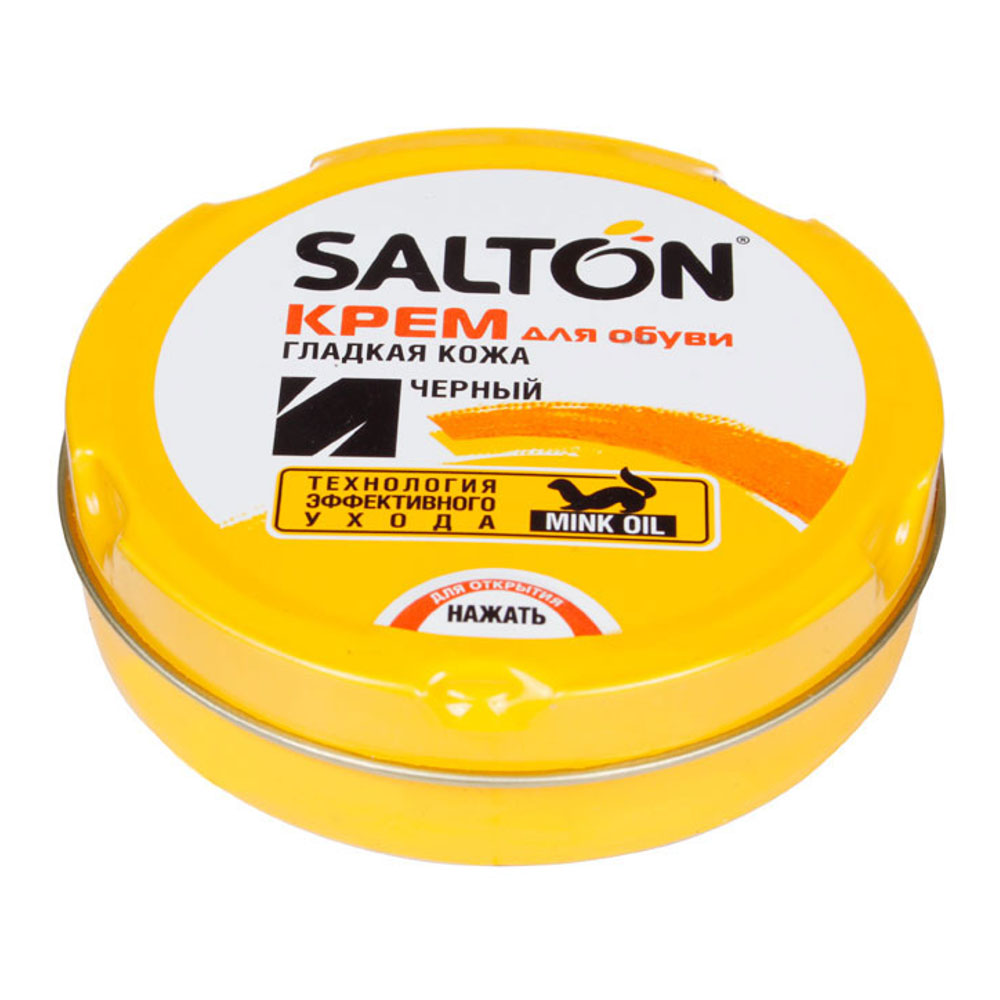 SALTON®
КРЕМ для обуви
ГЛАДКАЯ КОЖА
ЧЕРНЫЙ
ТЕХНОЛОГИЯ
ЭФФЕКТИВНОГО
УХОДА
MINK OIL
ДЛЯ ОТКРЫТИЯ
НАЖАТЬ